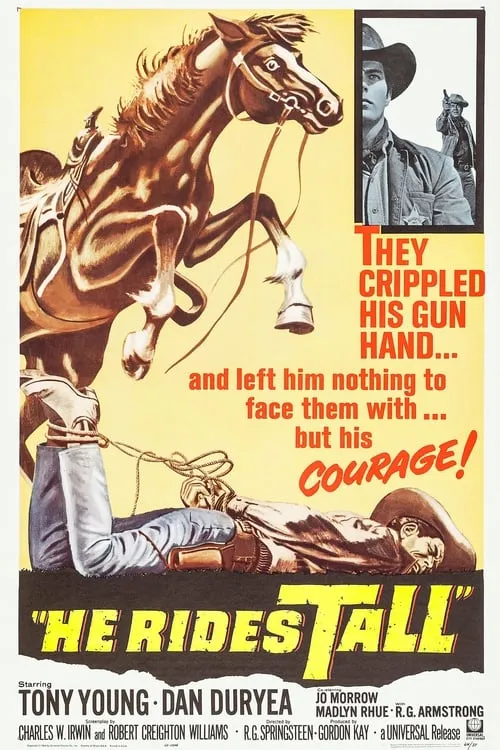 THEY
CRIPPLED
HIS GUN
HAND...
and left him nothing to
face them with...
but his
COURAGE!
"HE RIDES TALL"
Starring
TONY YOUNG · DAN DURYEA
Co-starring
JO MORROW
MADLYN RHUE · with R.G. ARMSTRONG
Screenplay by
CHARLES W. IRWIN and ROBERT CREIGHTON WILLIAMS
Directed by
R.G. SPRINGSTEEN
Produced by
GORDON KAY
a UNIVERSAL Release